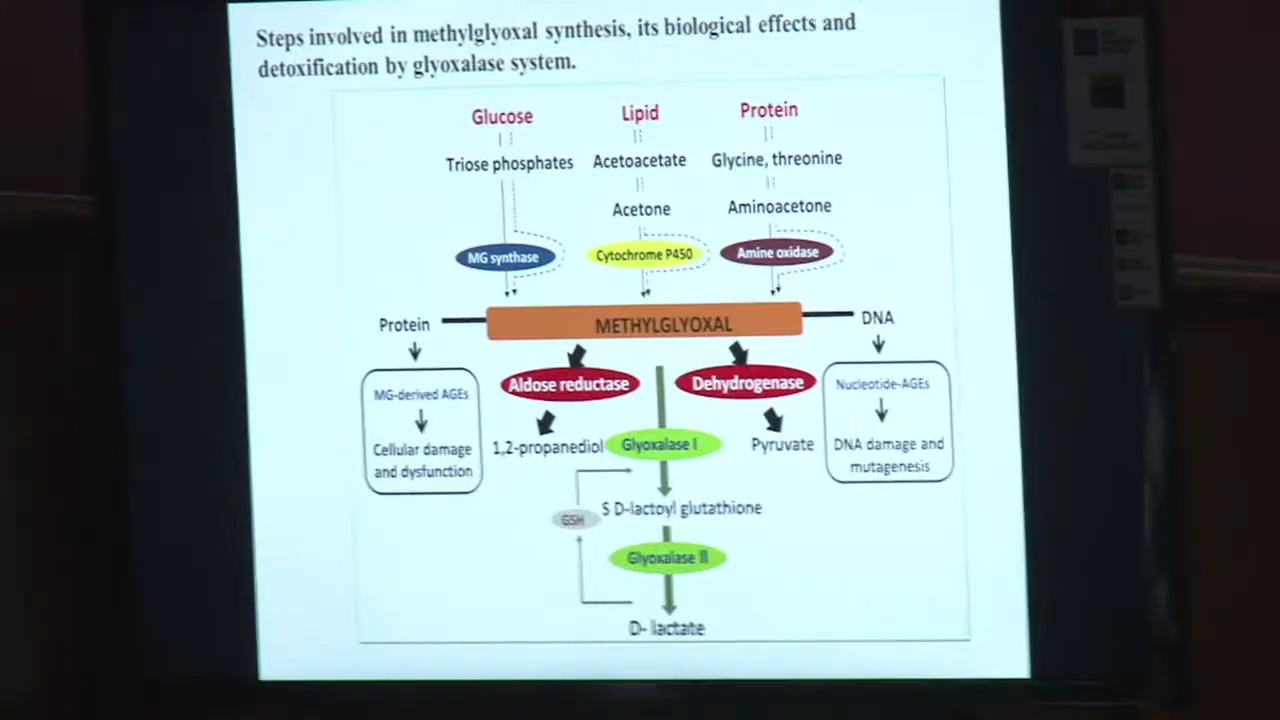 Steps involved in methylglyoxal synthesis, its biological effects and
detoxification by glyoxalase system.
Glucose
Lipid
Protein
Triose phosphates
Acetoacetate
Glycine, threonine
Acetone
Aminoacetone
MG synthase
Cytochrome P450
Amine oxidase
Protein
METHYLGLYOXAL
DNA
Aldose reductase
Dehydrogenase
MG-derived AGEs
Nucleotide-AGEs
1,2-propanediol
Glyoxalase I
Pyruvate
Cellular damage
and dysfunction
DNA damage and
mutagenesis
GSH
S D-lactoyl glutathione
Glyoxalase II
D- lactate